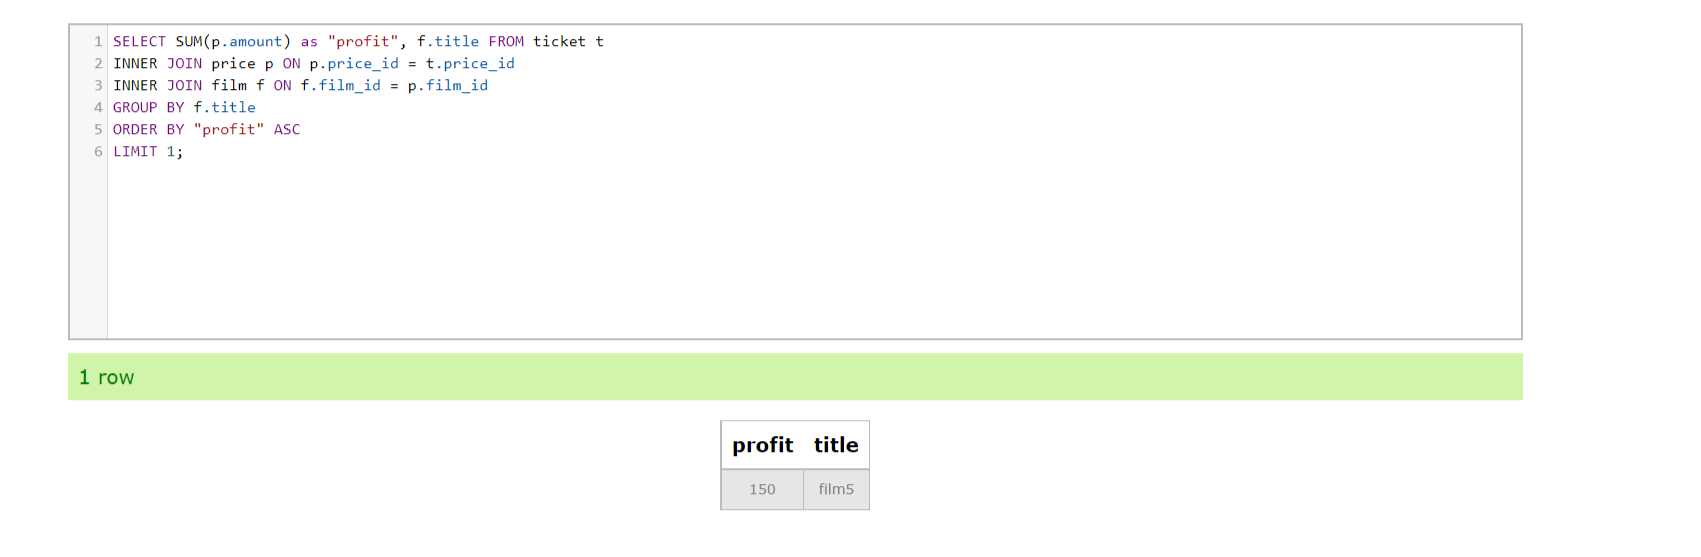 1 SELECT SUM(p.amount) as "profit", f.title FROM ticket t
2 INNER JOIN price p ON p.price_id = t.price_id
3 INNER JOIN film f ON f.film_id = p.film_id
4 GROUP BY f.title
5 ORDER BY "profit" ASC
6 LIMIT 1;
1 row
profit title
150 film5